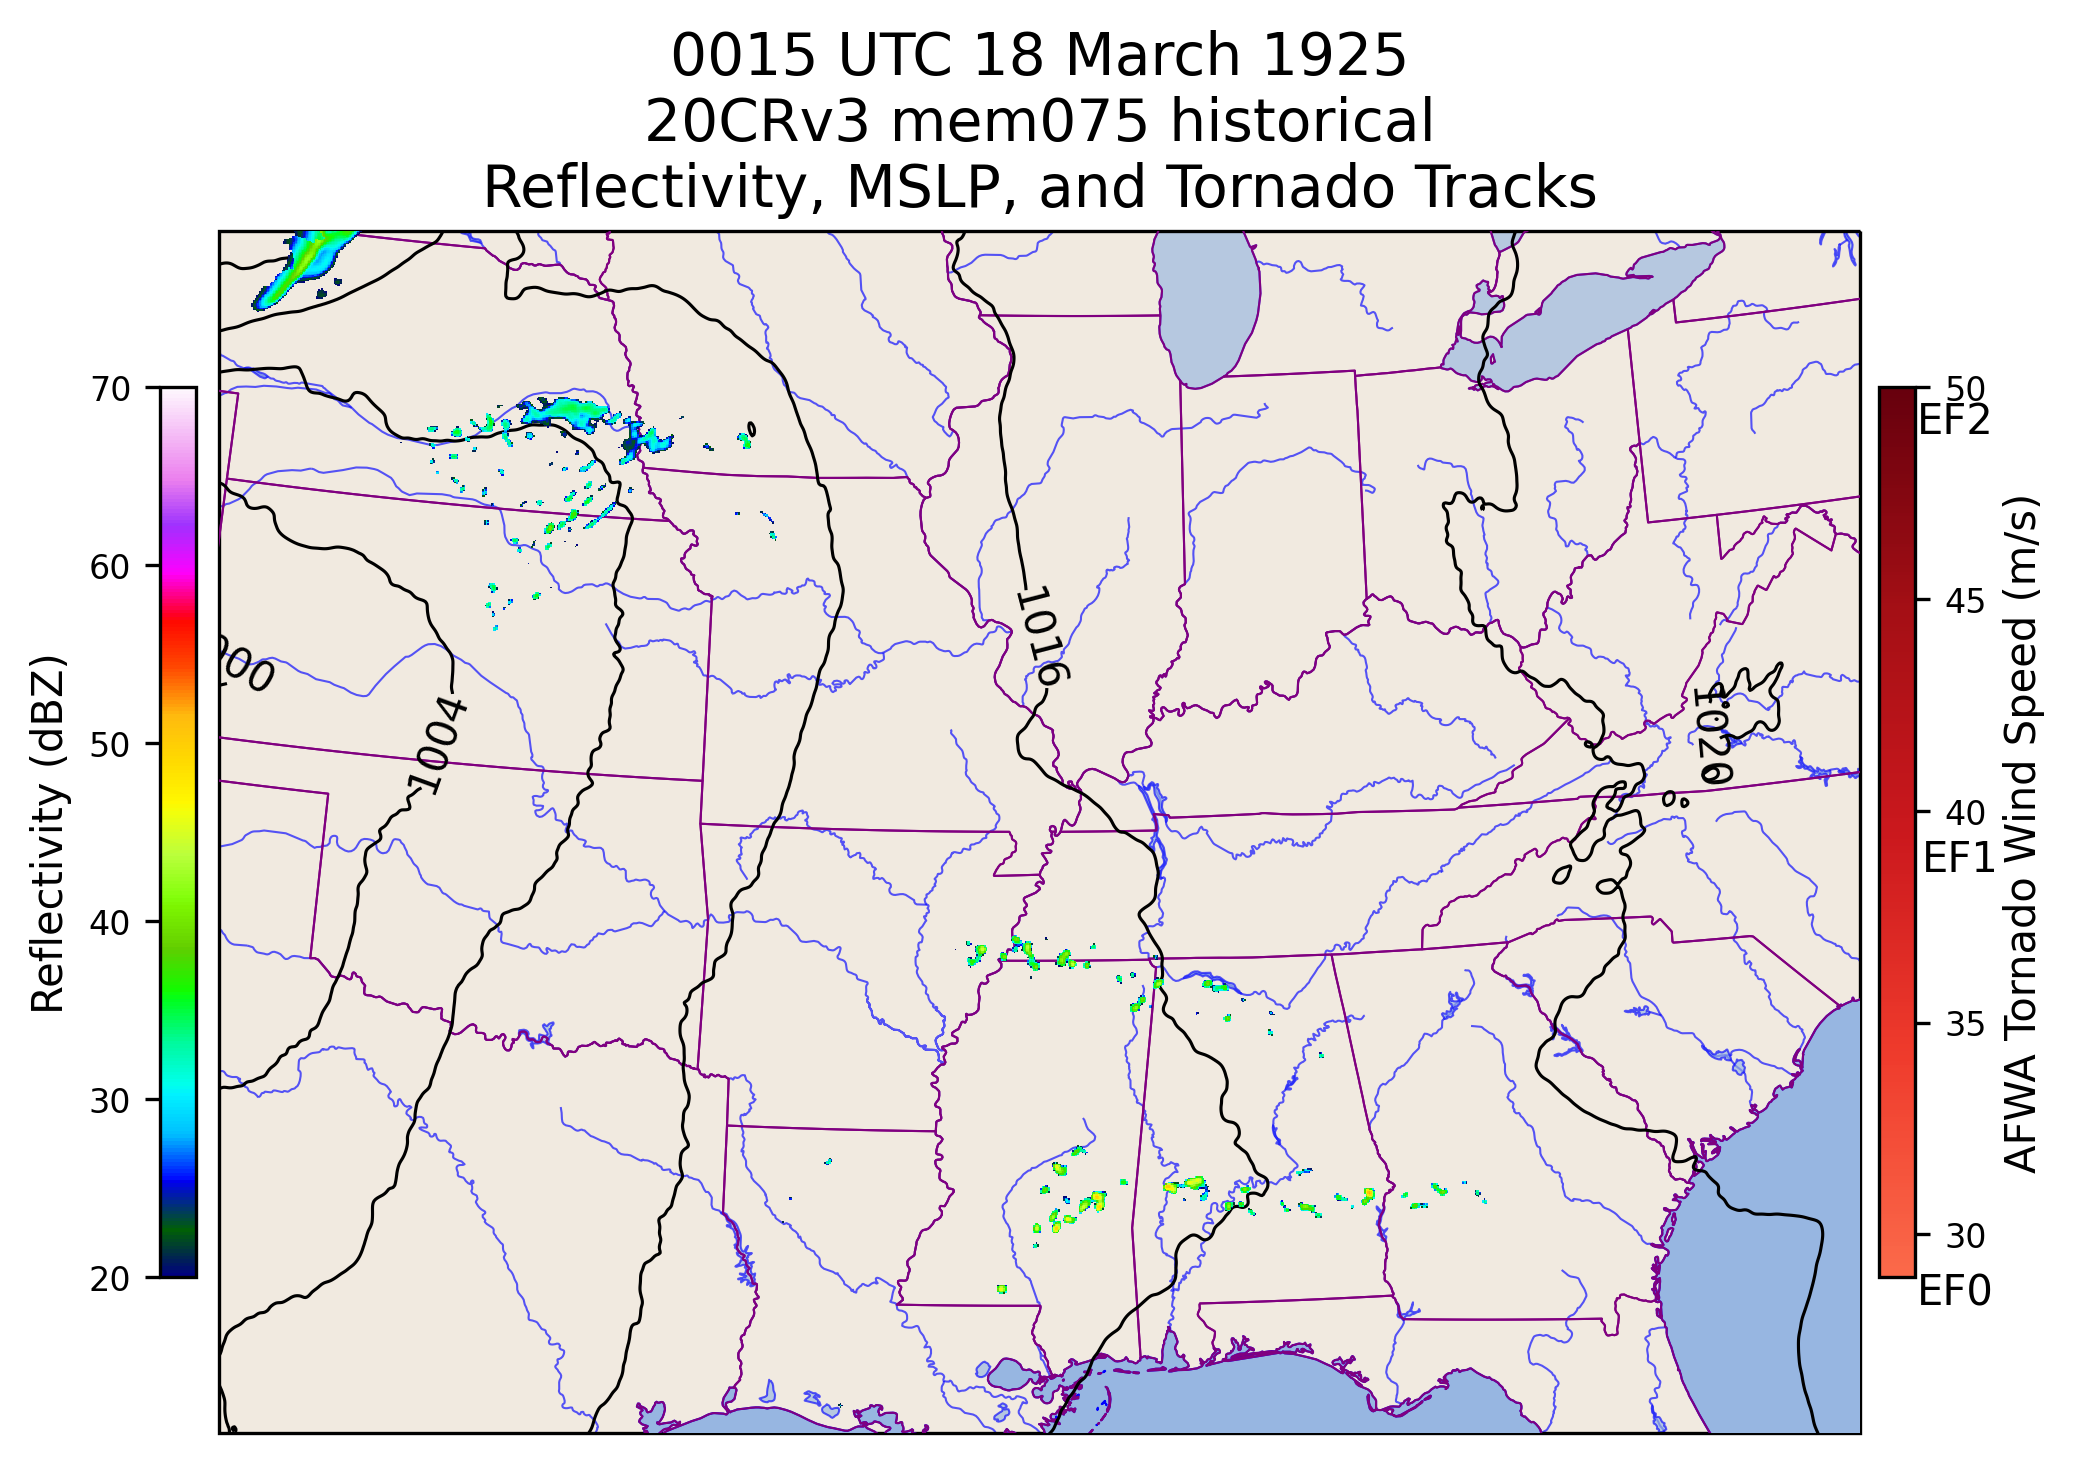 0015 UTC 18 March 1925
20CRv3 mem075 historical
Reflectivity, MSLP, and Tornado Tracks
70
60
50
40
30
20
Reflectivity (dBZ)
1004
1016
1020
50
EF2
45
40
EF1
35
30
EF0
AFWA Tornado Wind Speed (m/s)